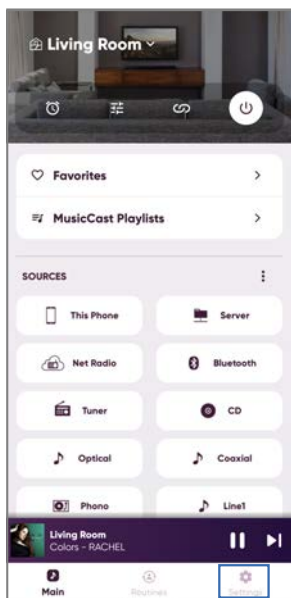 Living Room
Favorites
MusicCast Playlists
SOURCES
This Phone
Server
Net Radio
Bluetooth
Tuner
CD
Optical
Coaxial
Phono
Line1
Living Room
Colors - RACHEL
Main
Routines
Settings